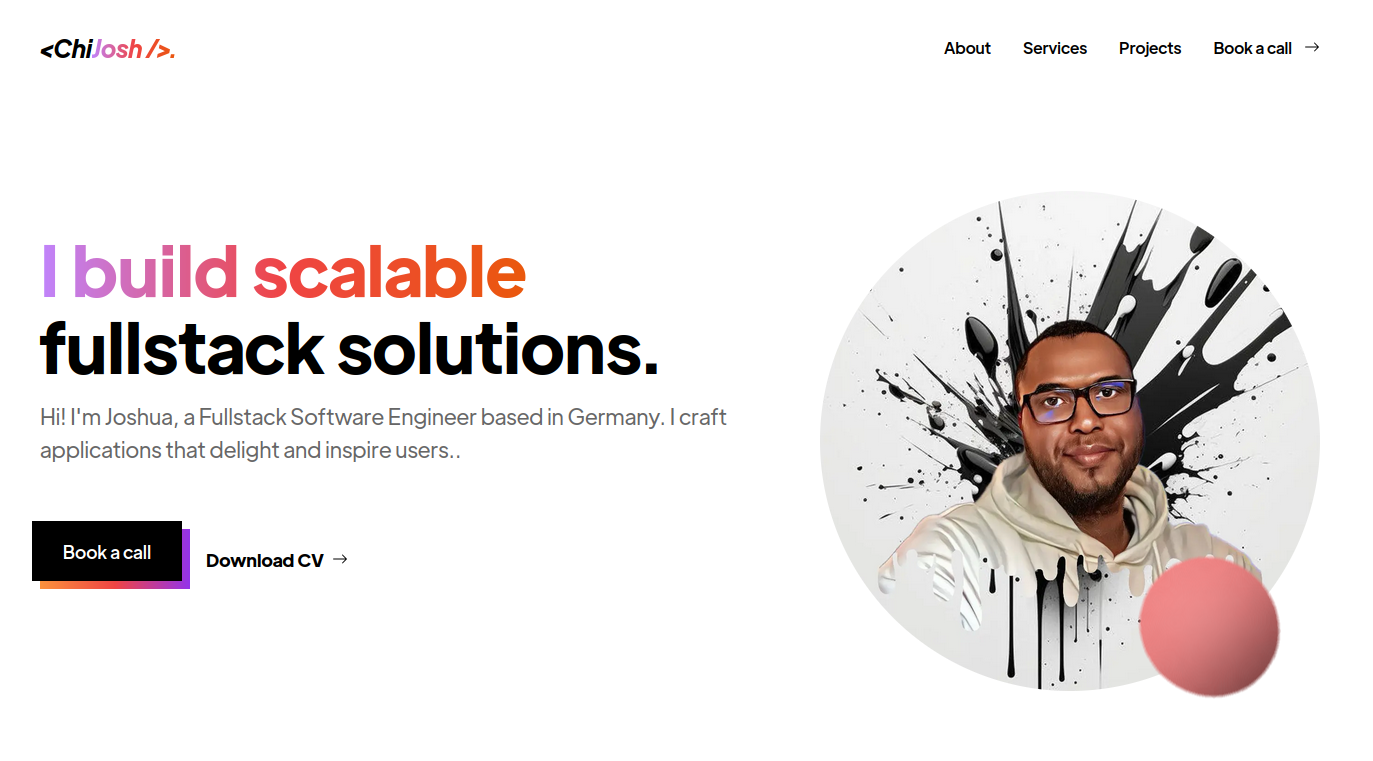 <ChiJosh />.
About Services Projects Book a call →
I build scalable
fullstack solutions.
Hi! I'm Joshua, a Fullstack Software Engineer based in Germany. I craft
applications that delight and inspire users..
Book a call
Download CV →